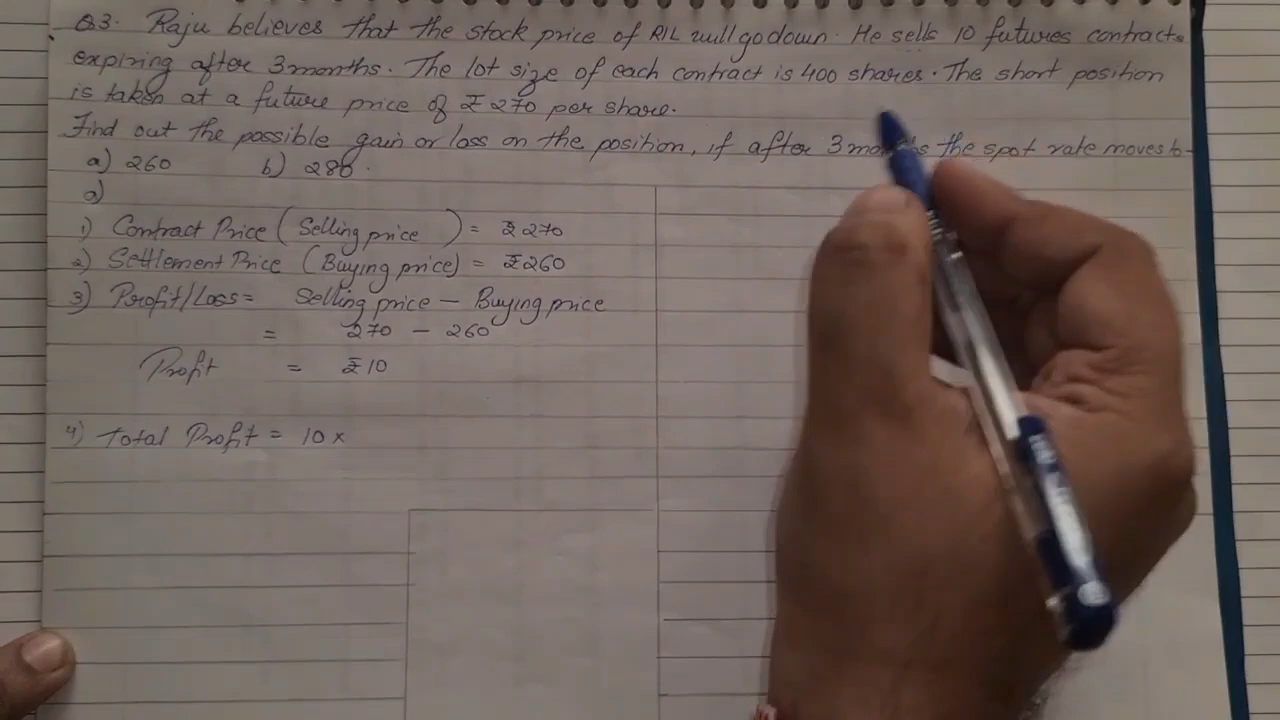 Q3. Raju believes that the stock price of RIL will go down. He sells 10 futures contracts
expiring after 3 months. The lot size of each contract is 400 shares. The short position
is taken at a future price of ₹ 270 per share.
Find out the possible gain or loss on the position, if after 3 months the spot rate moves to-
a) 260 b) 280.
a)
1) Contract Price (Selling price) = ₹ 270
2) Settlement Price (Buying price) = ₹ 260
3) Profit/Loss = Selling price - Buying price
= 270 - 260
Profit = ₹ 10
4) Total Profit = 10 x